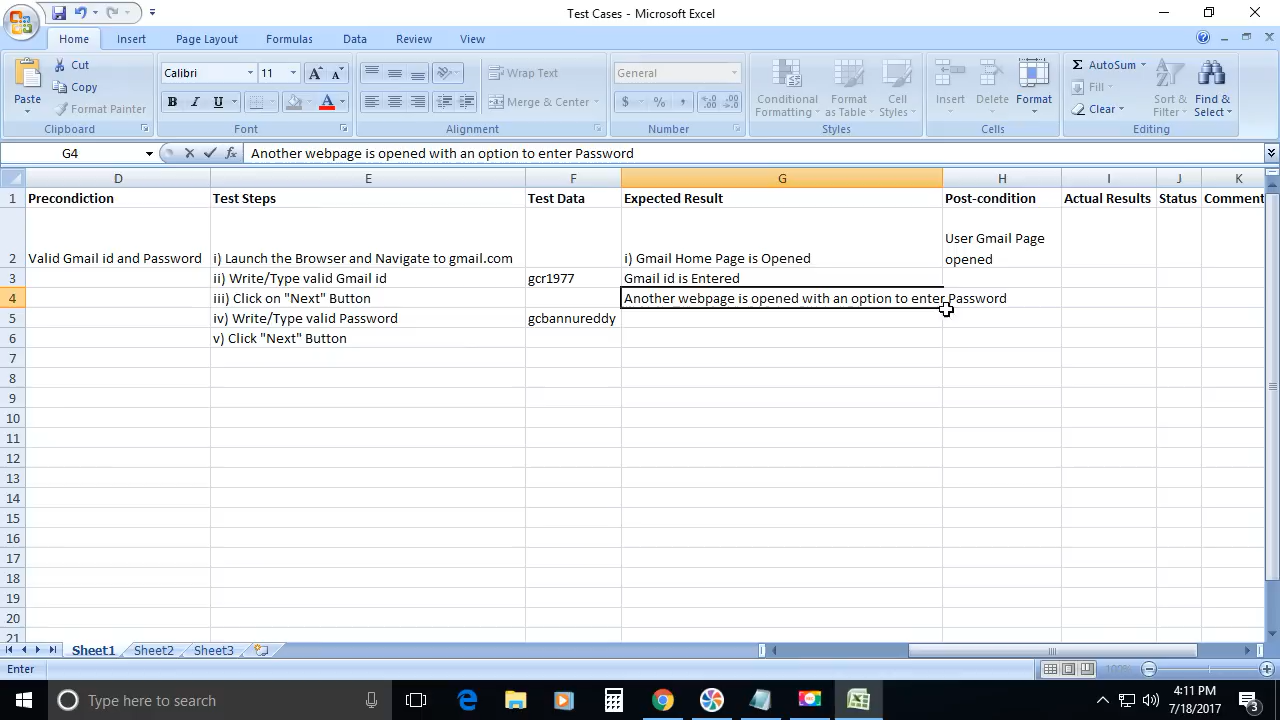 Test Cases - Microsoft Excel
Home Insert Page Layout Formulas Data Review View
Paste
Cut
Copy
Format Painter
Clipboard
Calibri 11
B I U A
Font
Wrap Text
Merge & Center
Alignment
General
$ % ,
Number
Conditional Formatting
Format as Table
Cell Styles
Styles
Insert Delete Format
Cells
AutoSum
Fill
Clear
Sort & Filter
Find & Select
Editing
G4 fx Another webpage is opened with an option to enter Password
D E F G H I J K
1 Precondiction Test Steps Test Data Expected Result Post-condition Actual Results Status Comment
2 Valid Gmail id and Password i) Launch the Browser and Navigate to gmail.com i) Gmail Home Page is Opened User Gmail Page opened
3 ii) Write/Type valid Gmail id gcr1977 Gmail id is Entered
4 iii) Click on "Next" Button Another webpage is opened with an option to enter Password
5 iv) Write/Type valid Password gcbannureddy
6 v) Click "Next" Button
7
8
9
10
11
12
13
14
15
16
17
18
19
20
21
Sheet1 Sheet2 Sheet3
Enter 100%
Type here to search
4:11 PM
7/18/2017
3